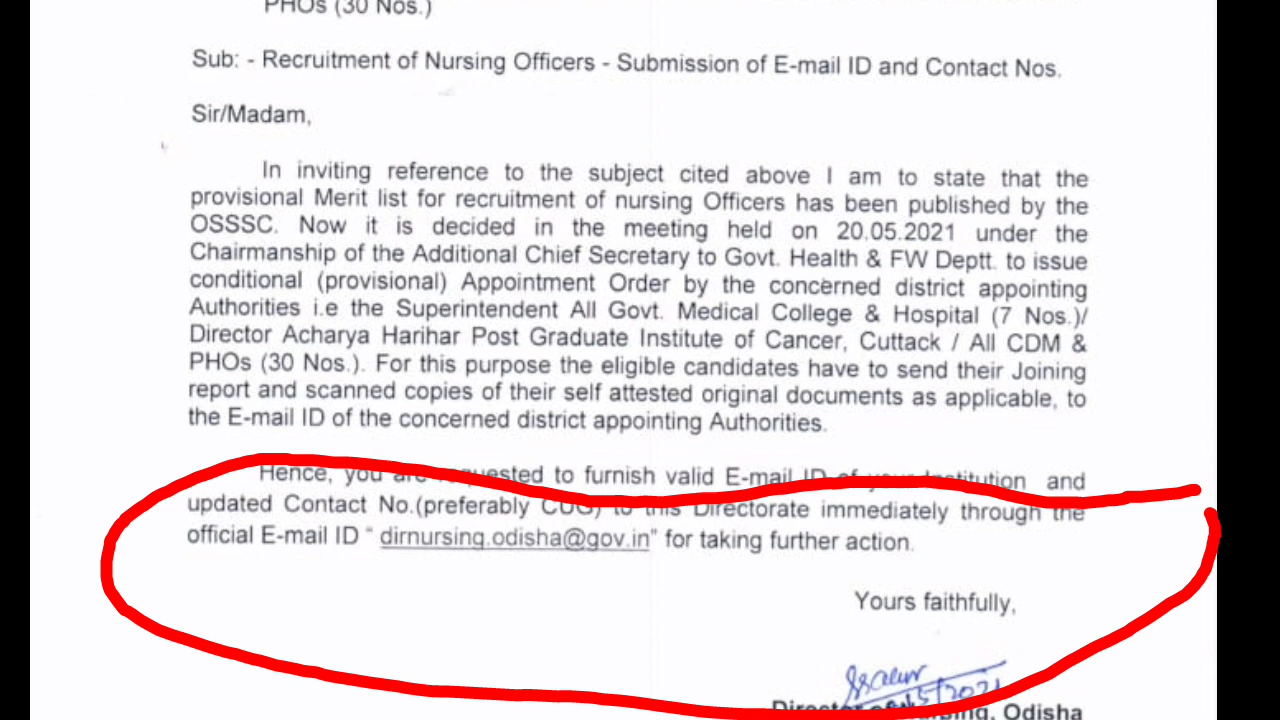 PHOs (30 Nos.)
Sub: - Recruitment of Nursing Officers - Submission of E-mail ID and Contact Nos.
Sir/Madam,
In inviting reference to the subject cited above I am to state that the
provisional Merit list for recruitment of nursing Officers has been published by the
OSSSC. Now it is decided in the meeting held on 20.05.2021 under the
Chairmanship of the Additional Chief Secretary to Govt. Health & FW Deptt. to issue
conditional (provisional) Appointment Order by the concerned district appointing
Authorities i.e the Superintendent All Govt. Medical College & Hospital (7 Nos.)/
Director Acharya Harihar Post Graduate Institute of Cancer, Cuttack / All CDM &
PHOs (30 Nos.). For this purpose the eligible candidates have to send their Joining
report and scanned copies of their self attested original documents as applicable, to
the E-mail ID of the concerned district appointing Authorities.
Hence, you are requested to furnish valid E-mail ID of your Institution and
updated Contact No.(preferably CUG) to this Directorate immediately through the
official E-mail ID “ dirnursing.odisha@gov.in” for taking further action.
Yours faithfully,
Director of Nursing, Odisha